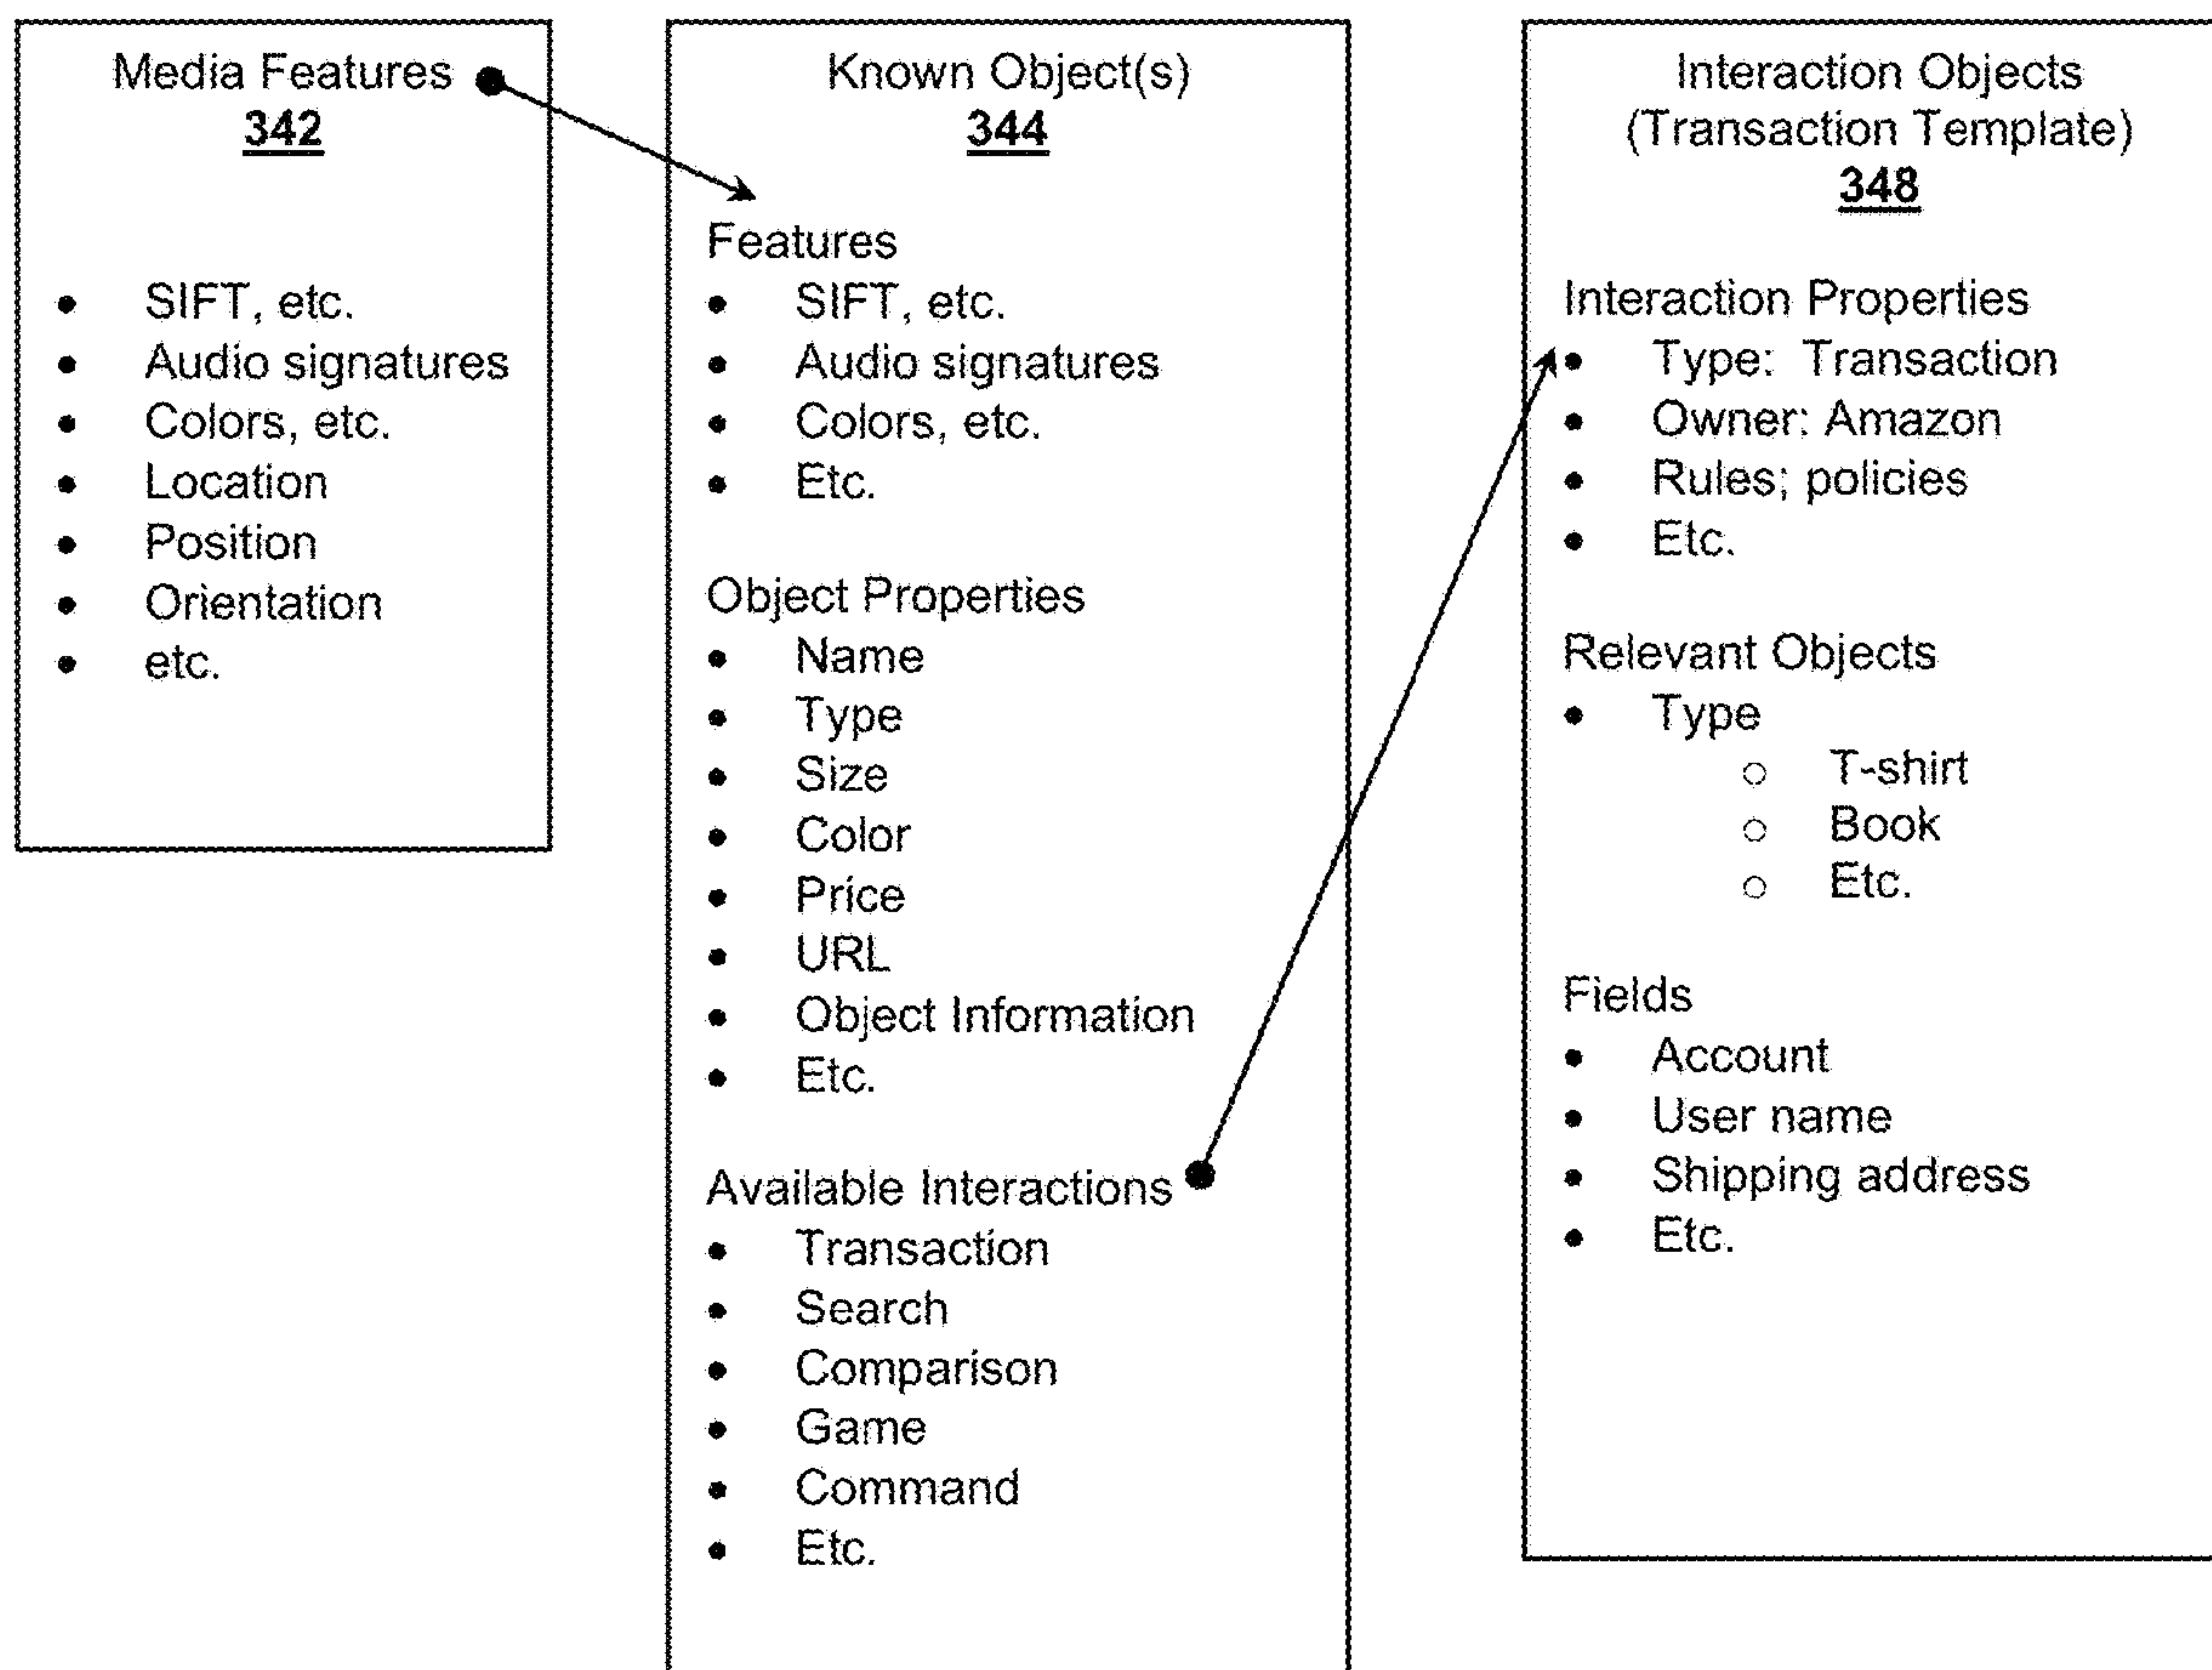 Media Features
342
• SIFT, etc.
• Audio signatures
• Colors, etc.
• Location
• Position
• Orientation
• etc.
Known Object(s)
344
Features
• SIFT, etc.
• Audio signatures
• Colors, etc.
• Etc.
Object Properties
• Name
• Type
• Size
• Color
• Price
• URL
• Object Information
• Etc.
Available Interactions
• Transaction
• Search
• Comparison
• Game
• Command
• Etc.
Interaction Objects
(Transaction Template)
348
Interaction Properties
• Type: Transaction
• Owner: Amazon
• Rules; policies
• Etc.
Relevant Objects
• Type
○ T-shirt
○ Book
○ Etc.
Fields
• Account
• User name
• Shipping address
• Etc.